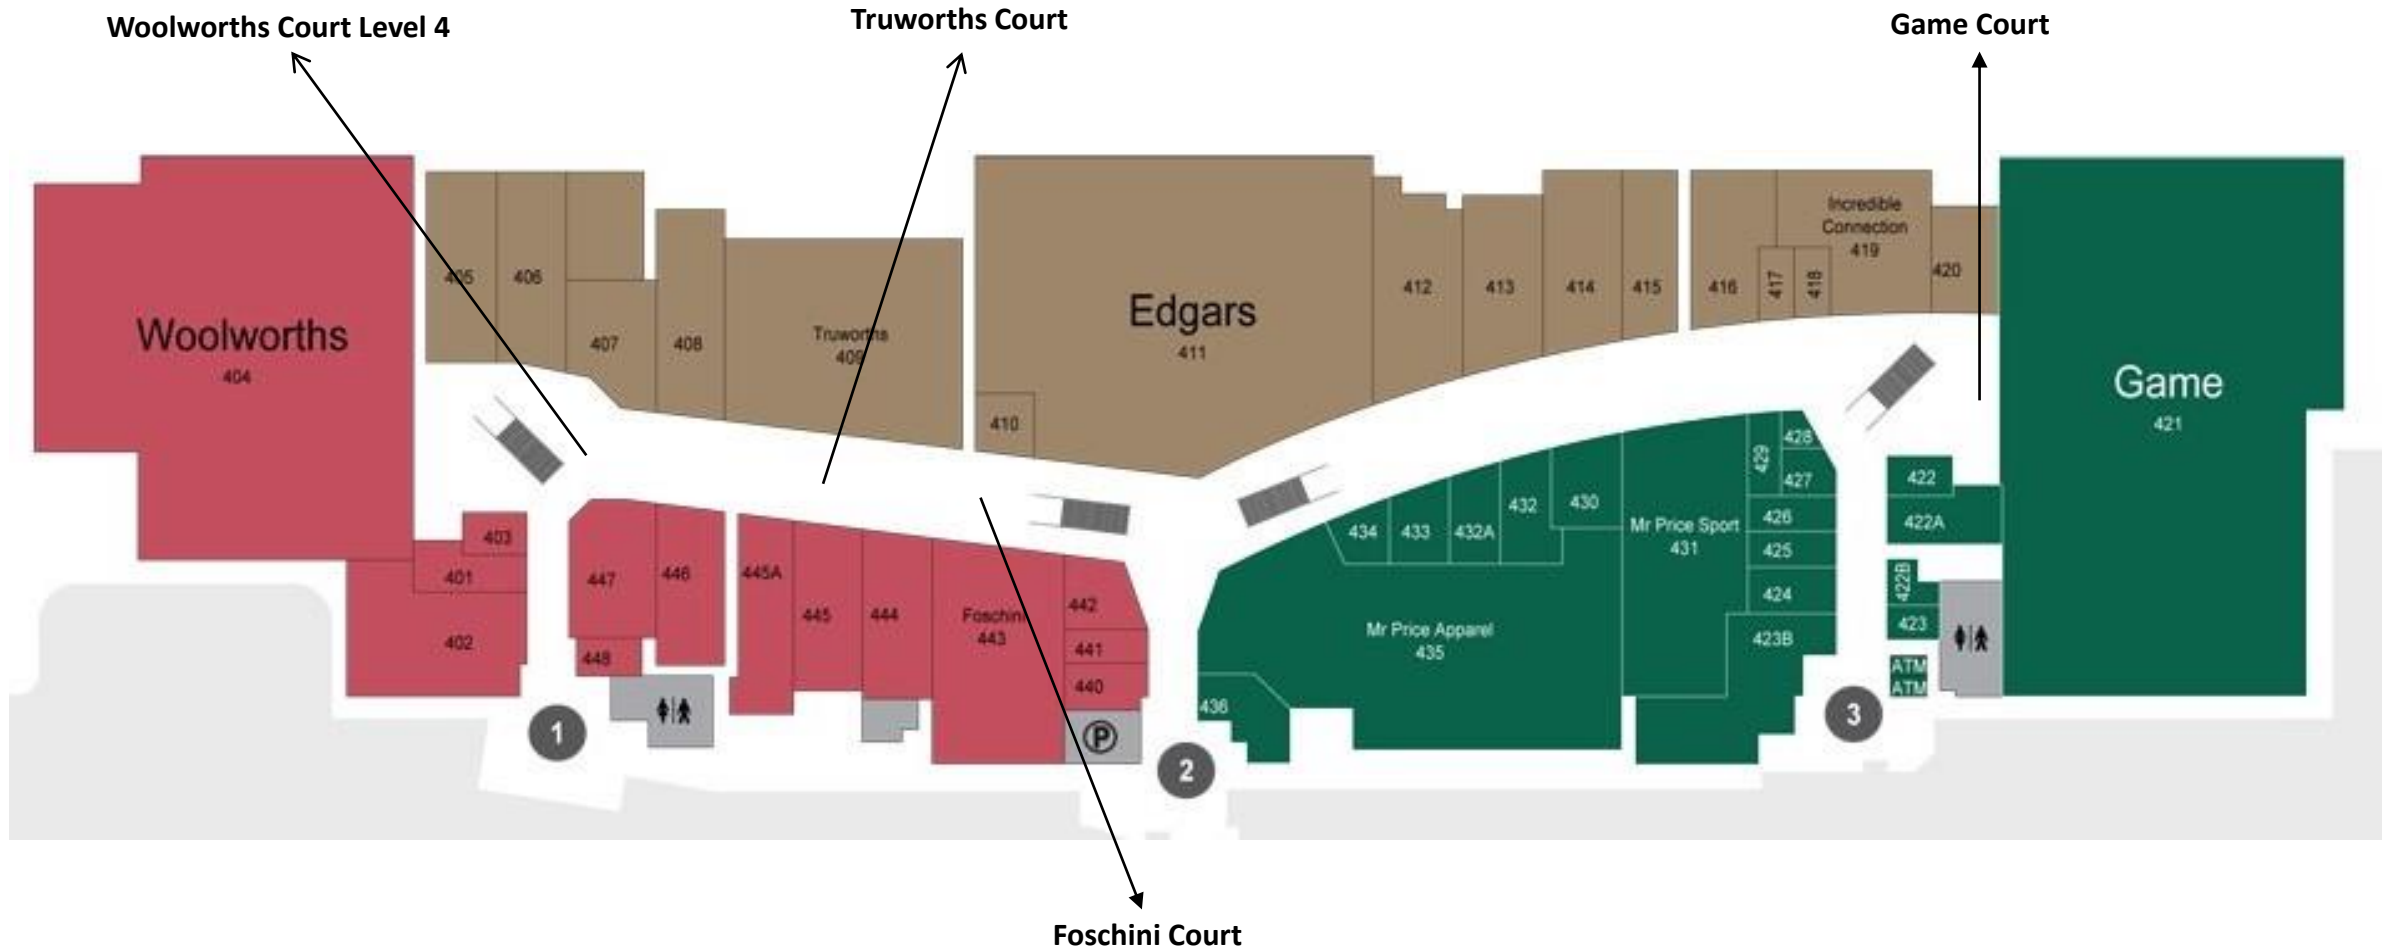 Woolworths Court Level 4
Truworths Court
Game Court
Woolworths
404
405
406
407
408
Truworths
409
410
Edgars
411
412
413
414
415
416
417
418
Incredible
Connection
419
420
Game
421
422
422A
422B
423
ATM
ATM
428
429
427
426
425
424
423B
Mr Price Sport
431
430
432
432A
433
434
Mr Price Apparel
435
436
403
401
402
447
446
448
445A
445
444
Foschini
443
442
441
440
P
1
2
3
Foschini Court